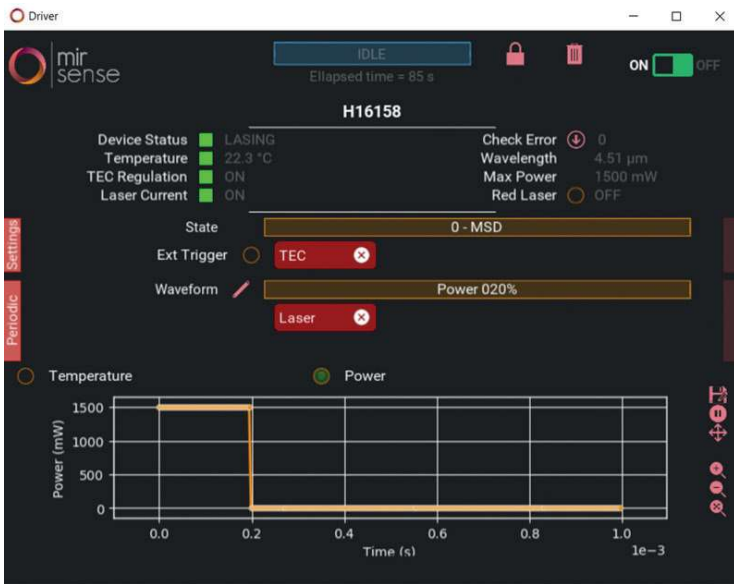 Driver
mir
sense
IDLE
Ellapsed time = 85 s
ON OFF
H16158
Device Status LASING
Temperature 22.3 °C
TEC Regulation ON
Laser Current ON
Check Error 0
Wavelength 4.51 μm
Max Power 1500 mW
Red Laser OFF
State 0 - MSD
Ext Trigger TEC
Waveform Power 020%
Laser
Settings
Periodic
Temperature Power
Power (mW)
1500
1000
500
0
0.0 0.2 0.4 0.6 0.8 1.0
Time (s) 1e−3